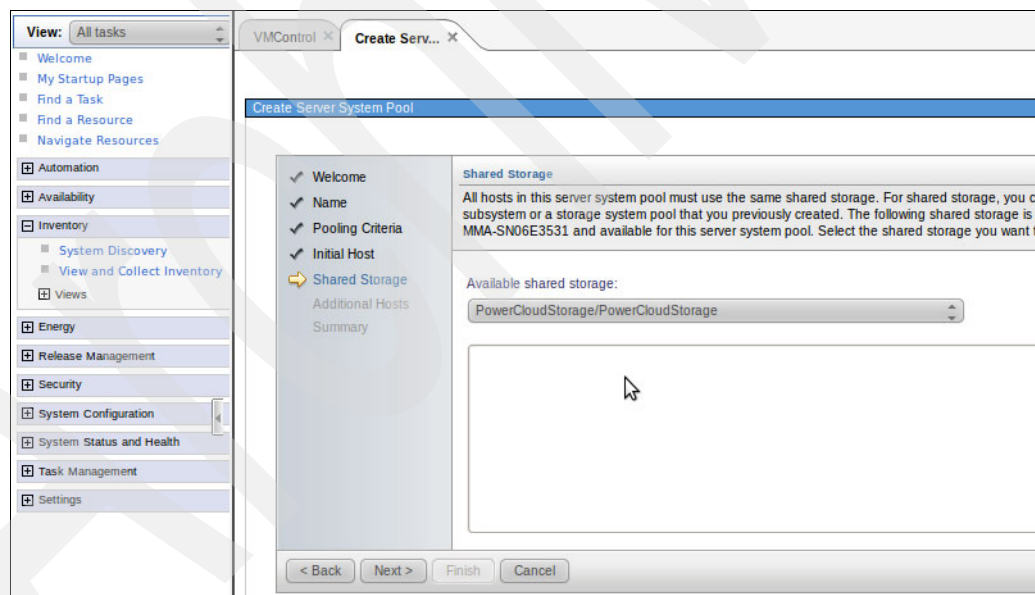 View: All tasks
Welcome
My Startup Pages
Find a Task
Find a Resource
Navigate Resources
Automation
Availability
Inventory
System Discovery
View and Collect Inventory
Views
Energy
Release Management
Security
System Configuration
System Status and Health
Task Management
Settings
VMControl Create Serv...
Create Server System Pool
Welcome
Name
Pooling Criteria
Initial Host
Shared Storage
Additional Hosts
Summary
Shared Storage
All hosts in this server system pool must use the same shared storage. For shared storage, you c
subsystem or a storage system pool that you previously created. The following shared storage is
MMA-SN06E3531 and available for this server system pool. Select the shared storage you want
Available shared storage:
PowerCloudStorage/PowerCloudStorage
< Back Next > Finish Cancel